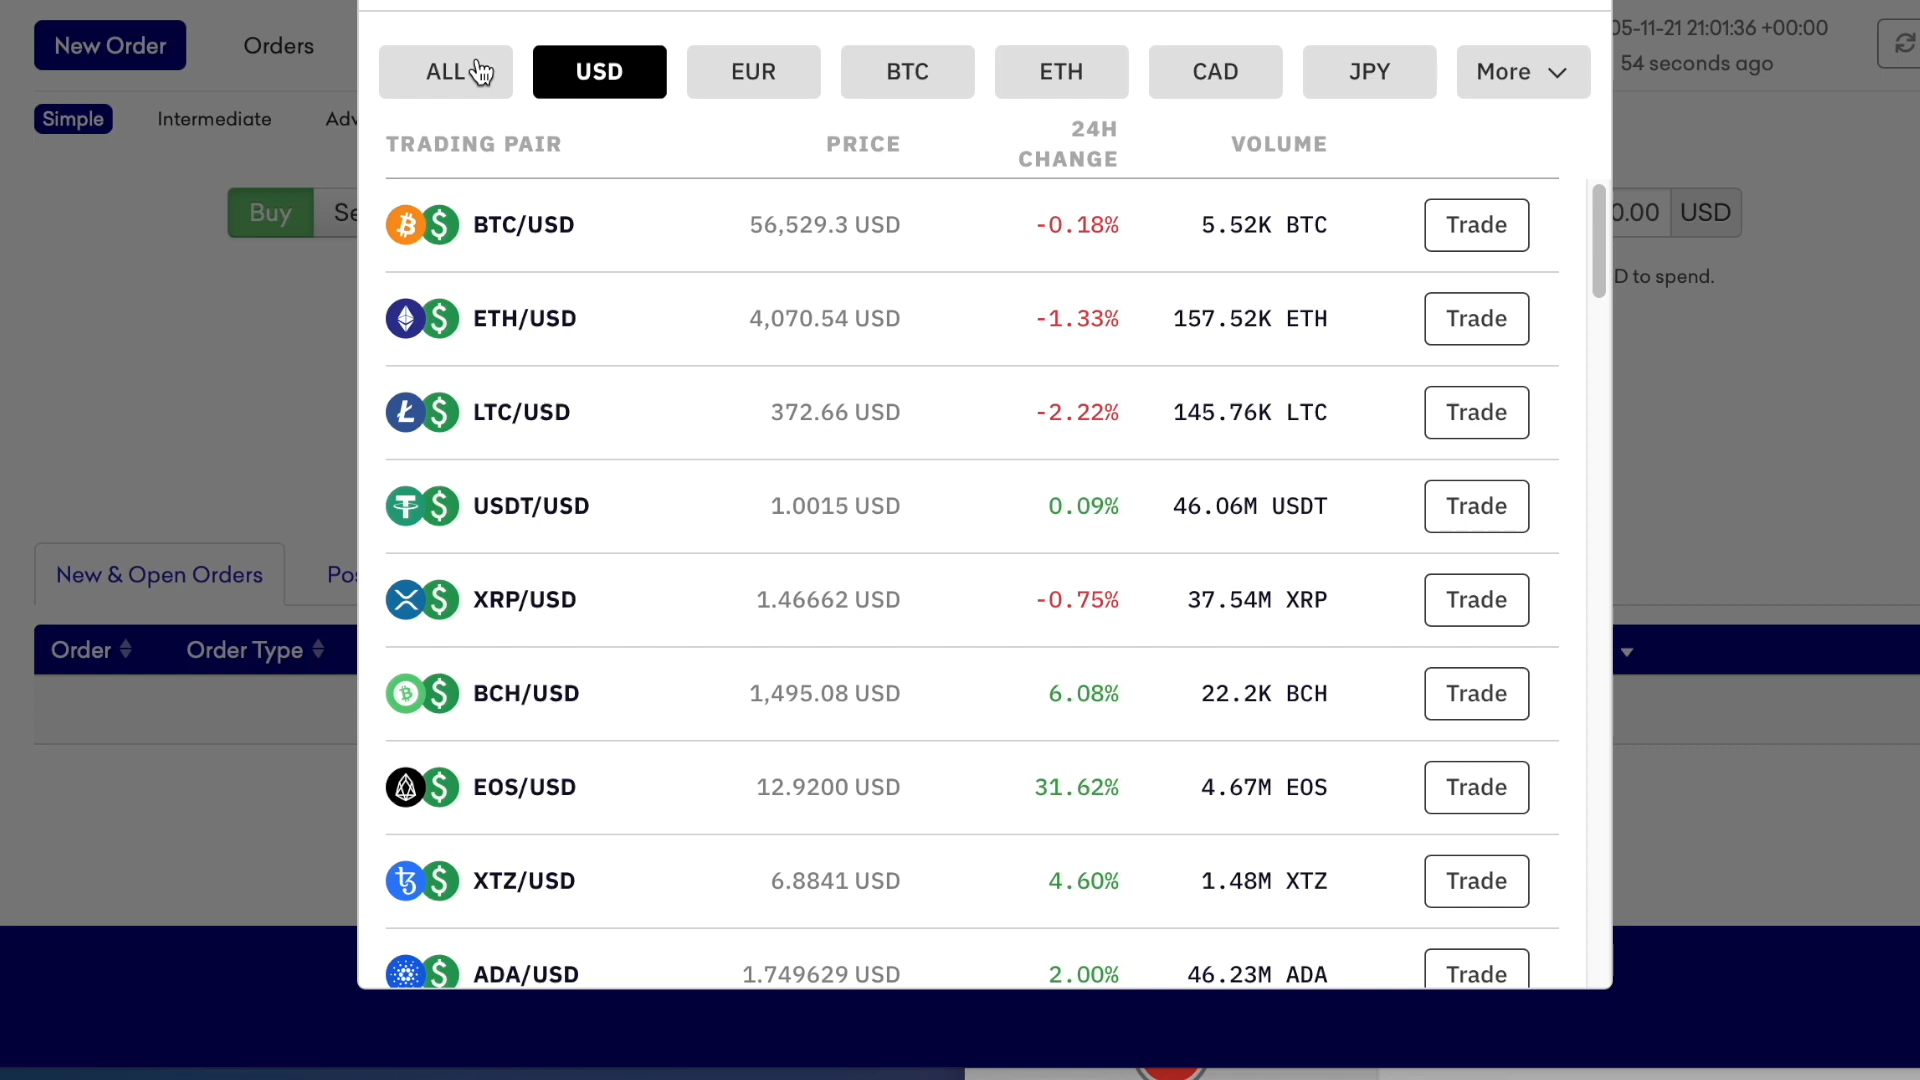 New Order
Orders
05-11-21 21:01:36 +00:00
54 seconds ago
Simple
Intermediate
Adv
ALL
USD
EUR
BTC
ETH
CAD
JPY
More
Buy
Se
0.00
USD
D to spend.
TRADING PAIR
PRICE
24H CHANGE
VOLUME
BTC/USD 56,529.3 USD -0.18% 5.52K BTC Trade
ETH/USD 4,070.54 USD -1.33% 157.52K ETH Trade
LTC/USD 372.66 USD -2.22% 145.76K LTC Trade
USDT/USD 1.0015 USD 0.09% 46.06M USDT Trade
XRP/USD 1.46662 USD -0.75% 37.54M XRP Trade
BCH/USD 1,495.08 USD 6.08% 22.2K BCH Trade
EOS/USD 12.9200 USD 31.62% 4.67M EOS Trade
XTZ/USD 6.8841 USD 4.60% 1.48M XTZ Trade
ADA/USD 1.749629 USD 2.00% 46.23M ADA Trade
New & Open Orders
Pos
Order
Order Type